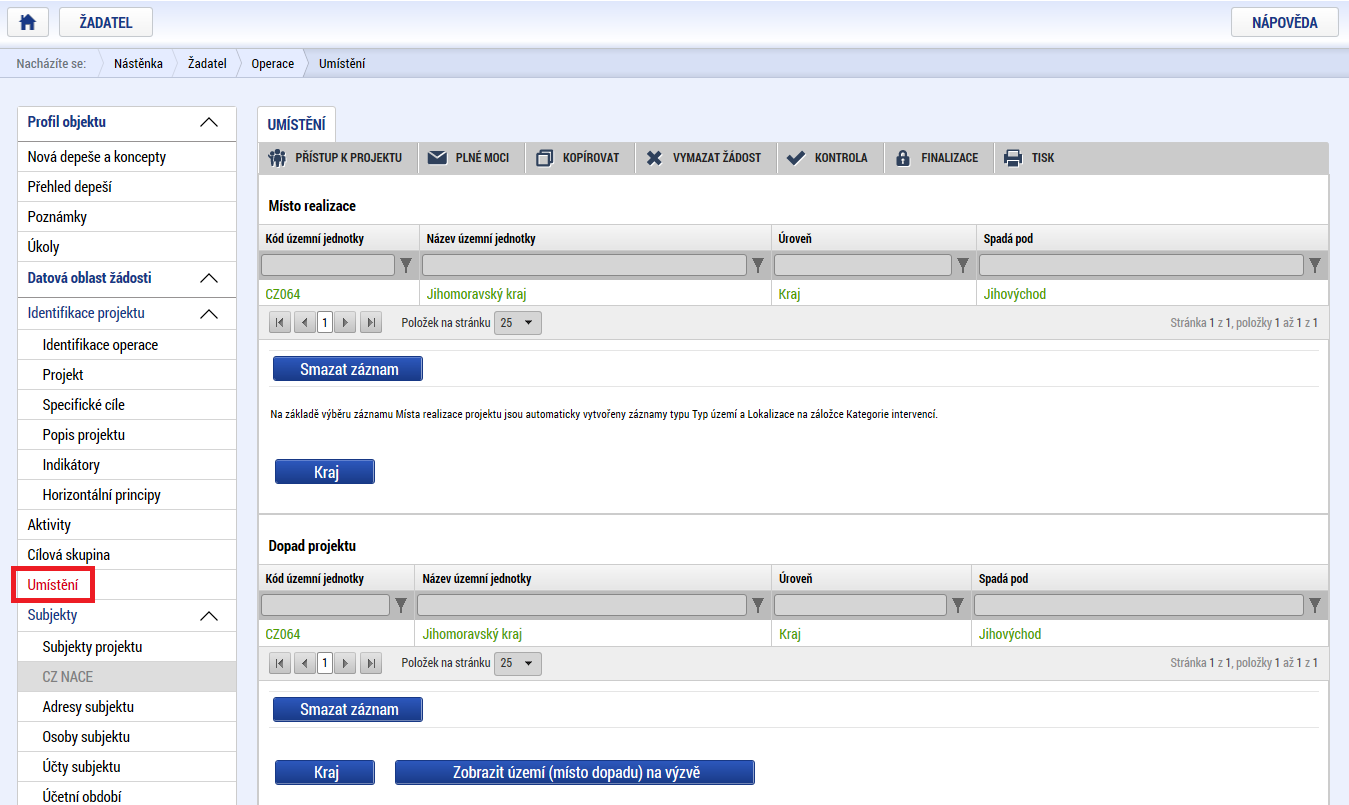 ŽADATEL
NÁPOVĚDA
Nacházíte se: Nástěnka Žadatel Operace Umístění
Profil objektu
Nová depeše a koncepty
Přehled depeší
Poznámky
Úkoly
Datová oblast žádosti
Identifikace projektu
Identifikace operace
Projekt
Specifické cíle
Popis projektu
Indikátory
Horizontální principy
Aktivity
Cílová skupina
Umístění
Subjekty
Subjekty projektu
CZ NACE
Adresy subjektu
Osoby subjektu
Účty subjektu
Účetní období
UMÍSTĚNÍ
PŘÍSTUP K PROJEKTU PLNÉ MOCI KOPÍROVAT VYMAZAT ŽÁDOST KONTROLA FINALIZACE TISK
Místo realizace
Kód územní jednotky Název územní jednotky Úroveň Spadá pod
CZ064 Jihomoravský kraj Kraj Jihovýchod
1 Položek na stránku 25 Stránka 1 z 1, položky 1 až 1 z 1
Smazat záznam
Na základě výběru záznamu Místa realizace projektu jsou automaticky vytvořeny záznamy typu Typ území a Lokalizace na záložce Kategorie intervencí.
Kraj
Dopad projektu
Kód územní jednotky Název územní jednotky Úroveň Spadá pod
CZ064 Jihomoravský kraj Kraj Jihovýchod
1 Položek na stránku 25 Stránka 1 z 1, položky 1 až 1 z 1
Smazat záznam
Kraj Zobrazit území (místo dopadu) na výzvě